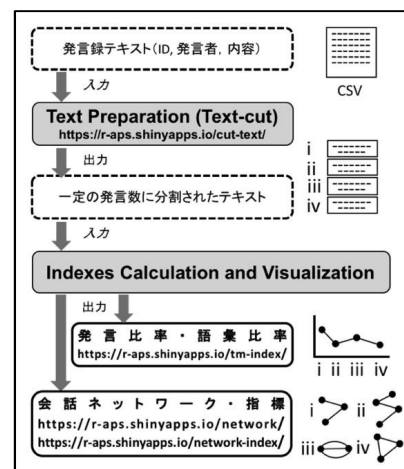 発言録テキスト(ID, 発言者, 内容)
CSV
入力
Text Preparation (Text-cut)
https://r-aps.shinyapps.io/cut-text/
出力
i
ii
iii
iv
一定の発言数に分割されたテキスト
入力
Indexes Calculation and Visualization
出力
発言比率・語彙比率
https://r-aps.shinyapps.io/tm-index/
i ii iii iv
会話ネットワーク・指標
https://r-aps.shinyapps.io/network/
https://r-aps.shinyapps.io/network-index/
i ii
iii iv